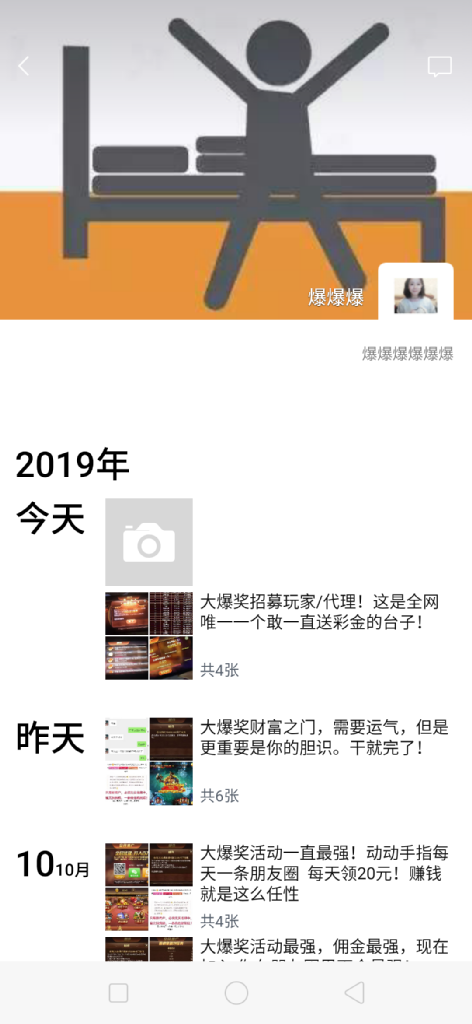 爆爆爆
爆爆爆爆爆爆
2019年
今天
大爆奖招募玩家/代理！这是全网
唯一一个敢一直送彩金的台子！
共4张
昨天
大爆奖财富之门，需要运气，但是
更重要是你的胆识。干就完了！
共6张
10 10月
大爆奖活动一直最强！动动手指每
天一条朋友圈 每天领20元！赚钱
就是这么任性
共4张
大爆奖活动最强，佣金最强，现在